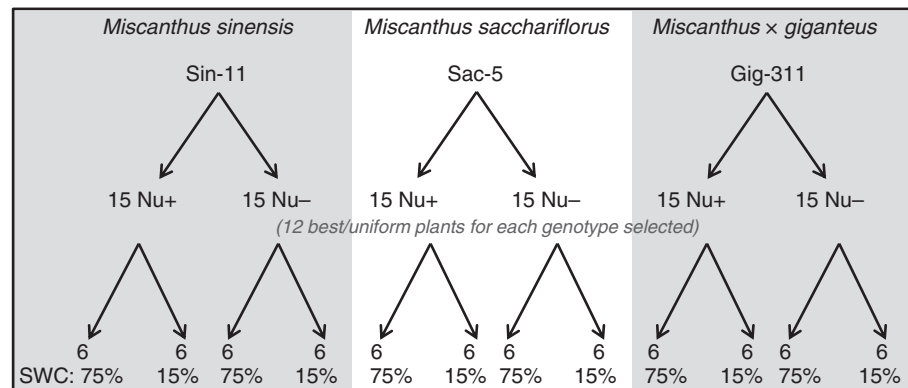 Miscanthus sinensis Miscanthus sacchariflorus Miscanthus × giganteus
Sin-11 Sac-5 Gig-311
15 Nu+ 15 Nu– 15 Nu+ 15 Nu– 15 Nu+ 15 Nu–
(12 best/uniform plants for each genotype selected)
6 6 6 6 6 6 6 6 6 6 6 6
SWC: 75% 15% 75% 15% 75% 15% 75% 15% 75% 15% 75% 15%